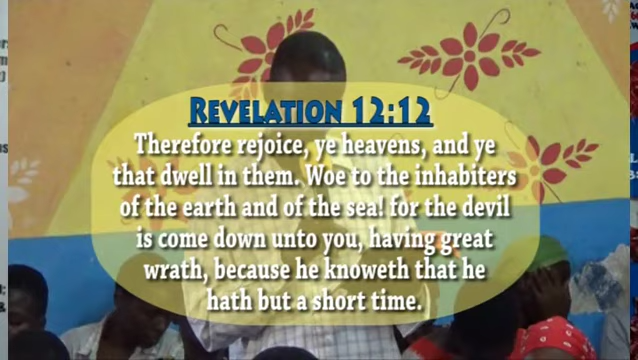 Revelation 12:12
Therefore rejoice, ye heavens, and ye
that dwell in them. Woe to the inhabiters
of the earth and of the sea! for the devil
is come down unto you, having great
wrath, because he knoweth that he
hath but a short time.